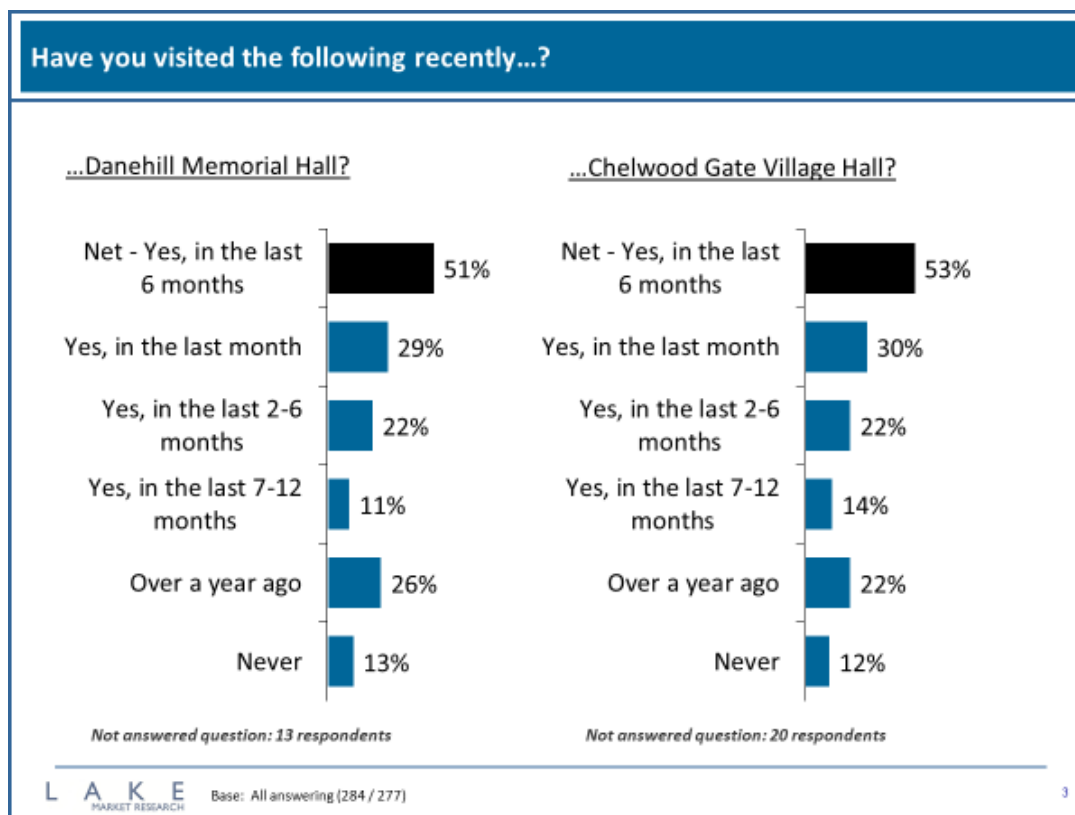 Have you visited the following recently...?
...Danehill Memorial Hall?
Net - Yes, in the last
6 months
51%
Yes, in the last month
29%
Yes, in the last 2-6
months
22%
Yes, in the last 7-12
months
11%
Over a year ago
26%
Never
13%
Not answered question: 13 respondents
...Chelwood Gate Village Hall?
Net - Yes, in the last
6 months
53%
Yes, in the last month
30%
Yes, in the last 2-6
months
22%
Yes, in the last 7-12
months
14%
Over a year ago
22%
Never
12%
Not answered question: 20 respondents
L A K E
MARKET RESEARCH
Base: All answering (284 / 277)
3